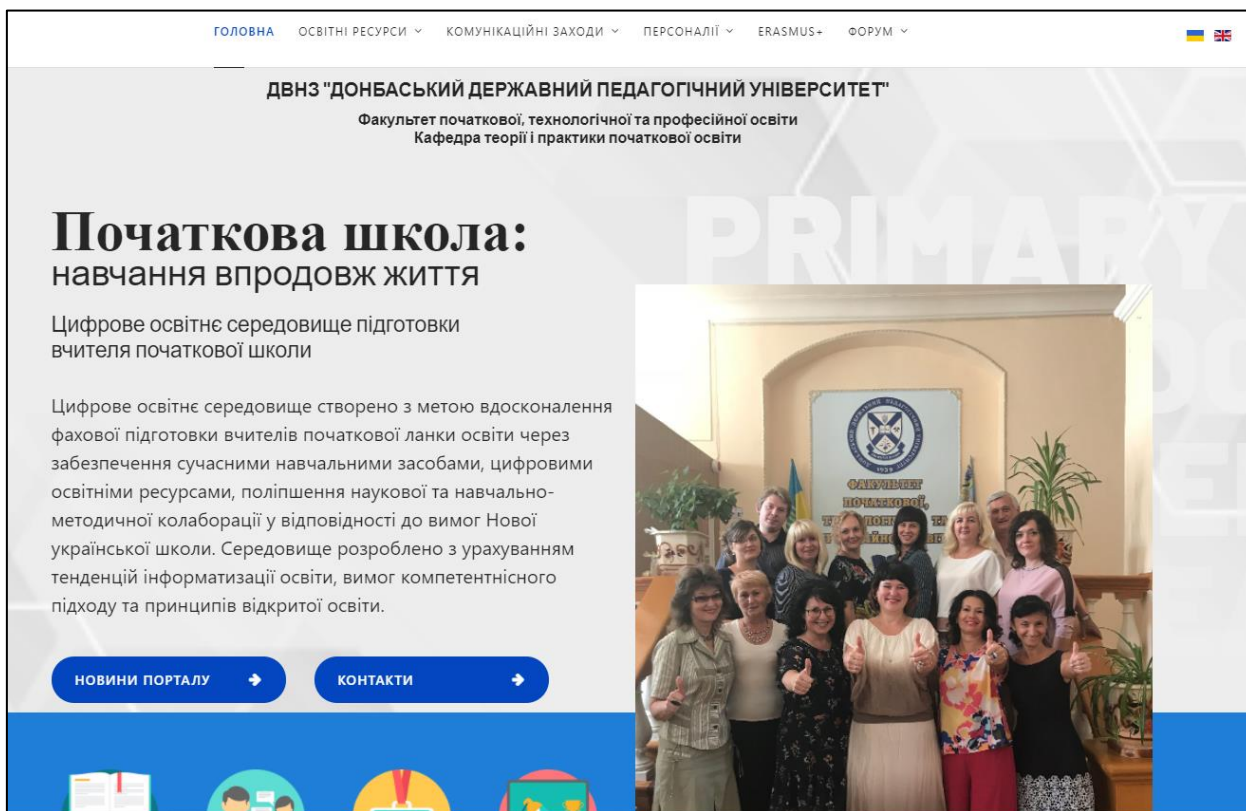 ГОЛОВНА ОСВІТНІ РЕСУРСИ КОМУНІКАЦІЙНІ ЗАХОДИ ПЕРСОНАЛІЇ ERASMUS+ ФОРУМ
ДВНЗ "ДОНБАСЬКИЙ ДЕРЖАВНИЙ ПЕДАГОГІЧНИЙ УНІВЕРСИТЕТ"
Факультет початкової, технологічної та професійної освіти
Кафедра теорії і практики початкової освіти
PRIMARY
Початкова школа:
навчання впродовж життя
Цифрове освітнє середовище підготовки
вчителя початкової школи
Цифрове освітнє середовище створено з метою вдосконалення
фахової підготовки вчителів початкової ланки освіти через
забезпечення сучасними навчальними засобами, цифровими
освітніми ресурсами, поліпшення наукової та навчально-
методичної колаборації у відповідності до вимог Нової
української школи. Середовище розроблено з урахуванням
тенденцій інформатизації освіти, вимог компетентнісного
підходу та принципів відкритої освіти.
НОВИНИ ПОРТАЛУ КОНТАКТИ
ФАКУЛЬТЕТ
ПОЧАТКОВОЇ,